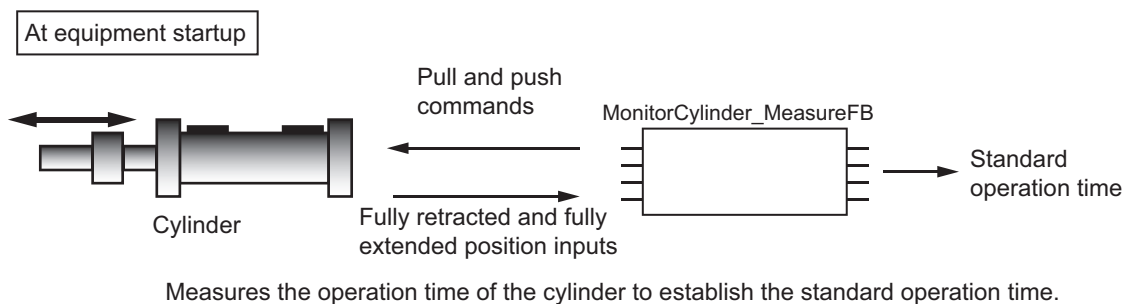 At equipment startup
Pull and push
commands
MonitorCylinder_MeasureFB
Standard
operation time
Cylinder
Fully retracted and fully
extended position inputs
Measures the operation time of the cylinder to establish the standard operation time.